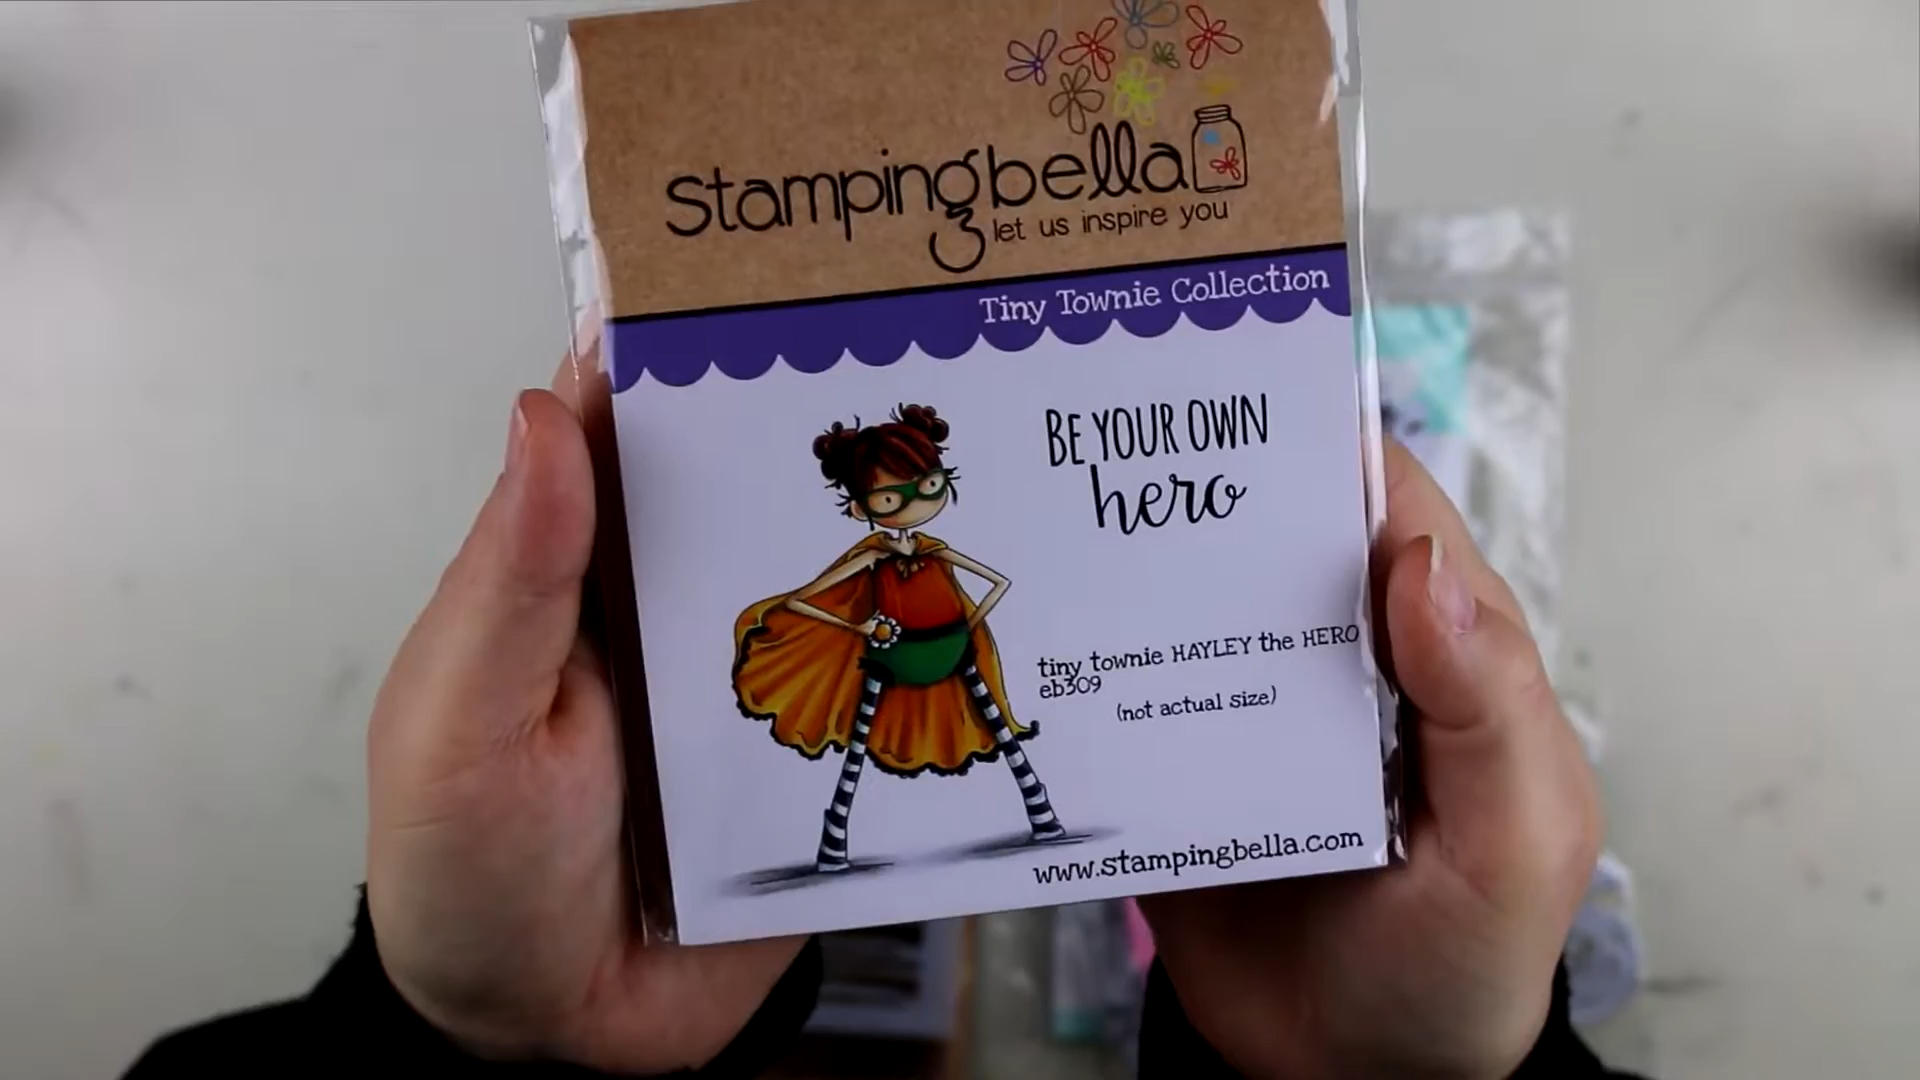 stampingbella
let us inspire you
Tiny Townie Collection
BE YOUR OWN
hero
tiny townie HAYLEY the HERO
eb309
(not actual size)
www.stampingbella.com